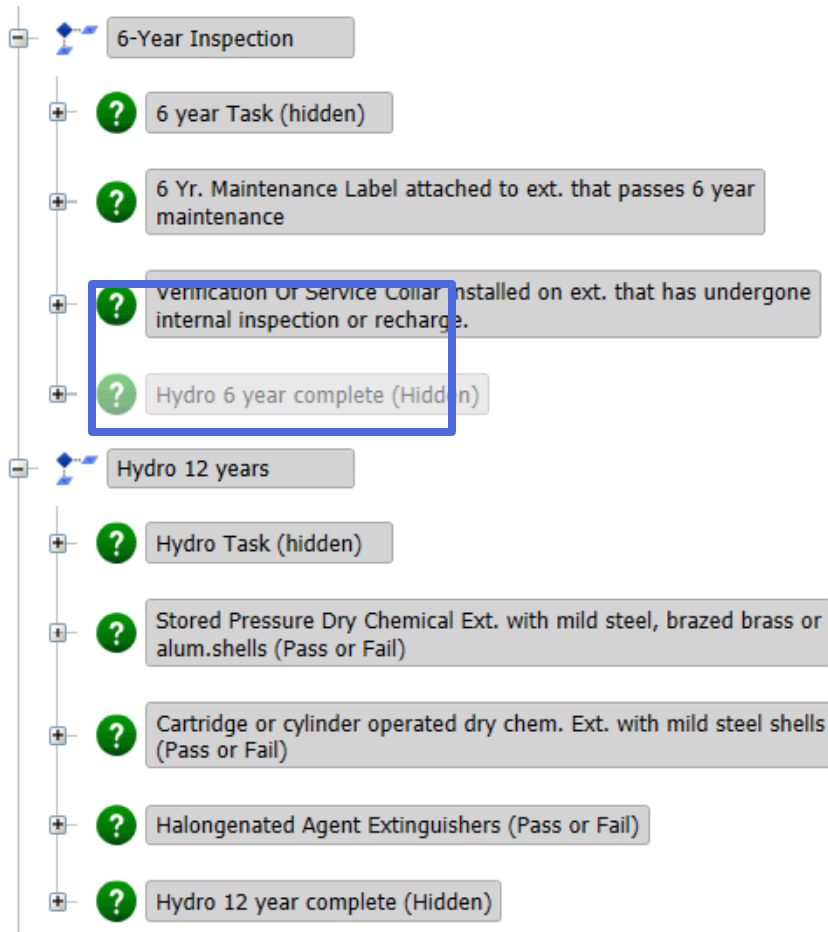 6-Year Inspection
6 year Task (hidden)
6 Yr. Maintenance Label attached to ext. that passes 6 year
maintenance
Verification Of Service Collar installed on ext. that has undergone
internal inspection or recharge.
Hydro 6 year complete (Hidden)
Hydro 12 years
Hydro Task (hidden)
Stored Pressure Dry Chemical Ext. with mild steel, brazed brass or
alum.shells (Pass or Fail)
Cartridge or cylinder operated dry chem. Ext. with mild steel shells
(Pass or Fail)
Halongenated Agent Extinguishers (Pass or Fail)
Hydro 12 year complete (Hidden)